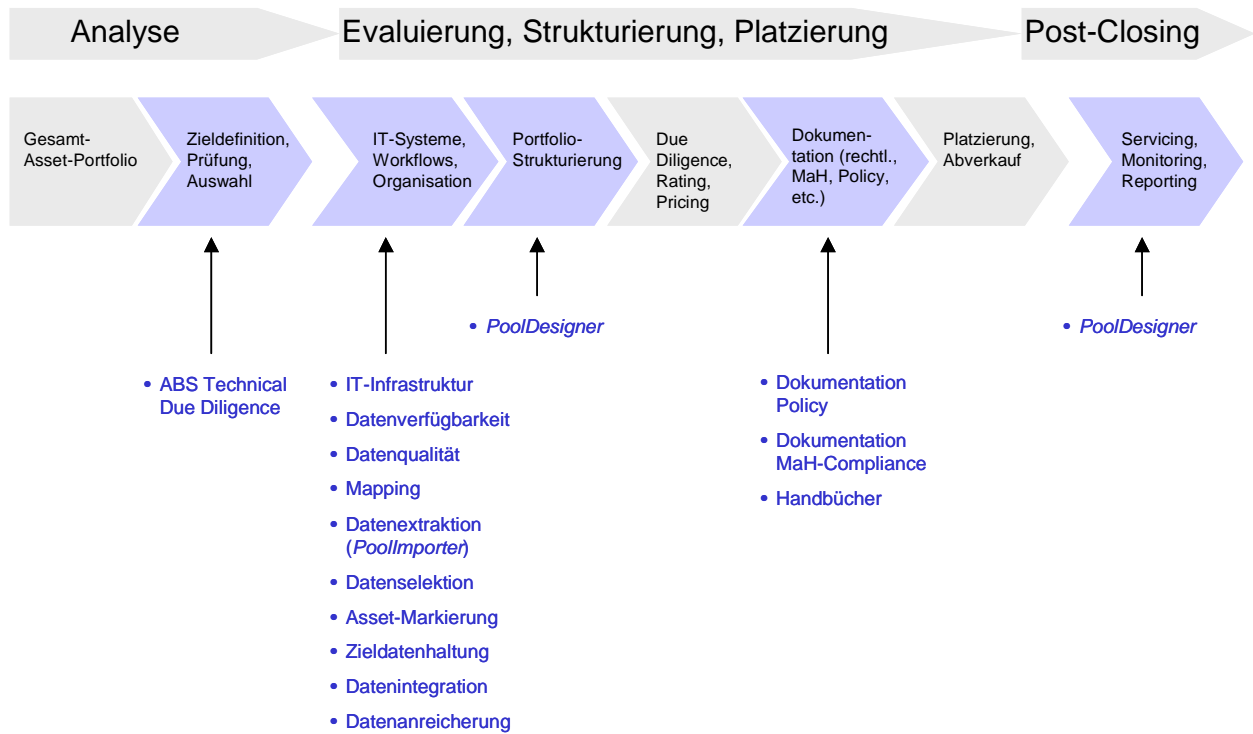 Analyse
Evaluierung, Strukturierung, Platzierung
Post-Closing
Gesamt-
Asset-Portfolio
Zieldefinition,
Prüfung,
Auswahl
IT-Systeme,
Workflows,
Organisation
Portfolio-
Strukturierung
Due
Diligence,
Rating,
Pricing
Dokumen-
tation (rechtl.,
MaH, Policy,
etc.)
Platzierung,
Abverkauf
Servicing,
Monitoring,
Reporting
• ABS Technical
Due Diligence
• IT-Infrastruktur
• Datenverfügbarkeit
• Datenqualität
• Mapping
• Datenextraktion
(PoolImporter)
• Datenselektion
• Asset-Markierung
• Zieldatenhaltung
• Datenintegration
• Datenanreicherung
• PoolDesigner
• Dokumentation
Policy
• Dokumentation
MaH-Compliance
• Handbücher
• PoolDesigner